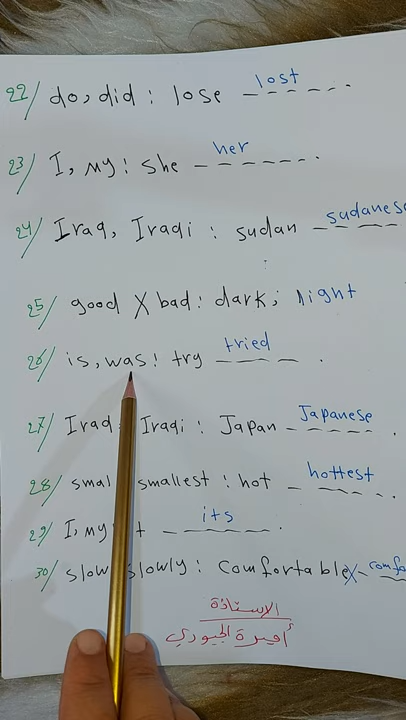 22/ do, did : lose lost
23/ I, my : she her
24/ Iraq, Iraqi : sudan sudanese
25/ good X bad : dark ; light
26/ is, was : try tried
27/ Iraq Iraqi : Japan Japanese
28/ smal smallest : hot hottest
29/ I, my t its
30/ slow slowly : Comfortable
الاستاذة
أميرة الجبوري